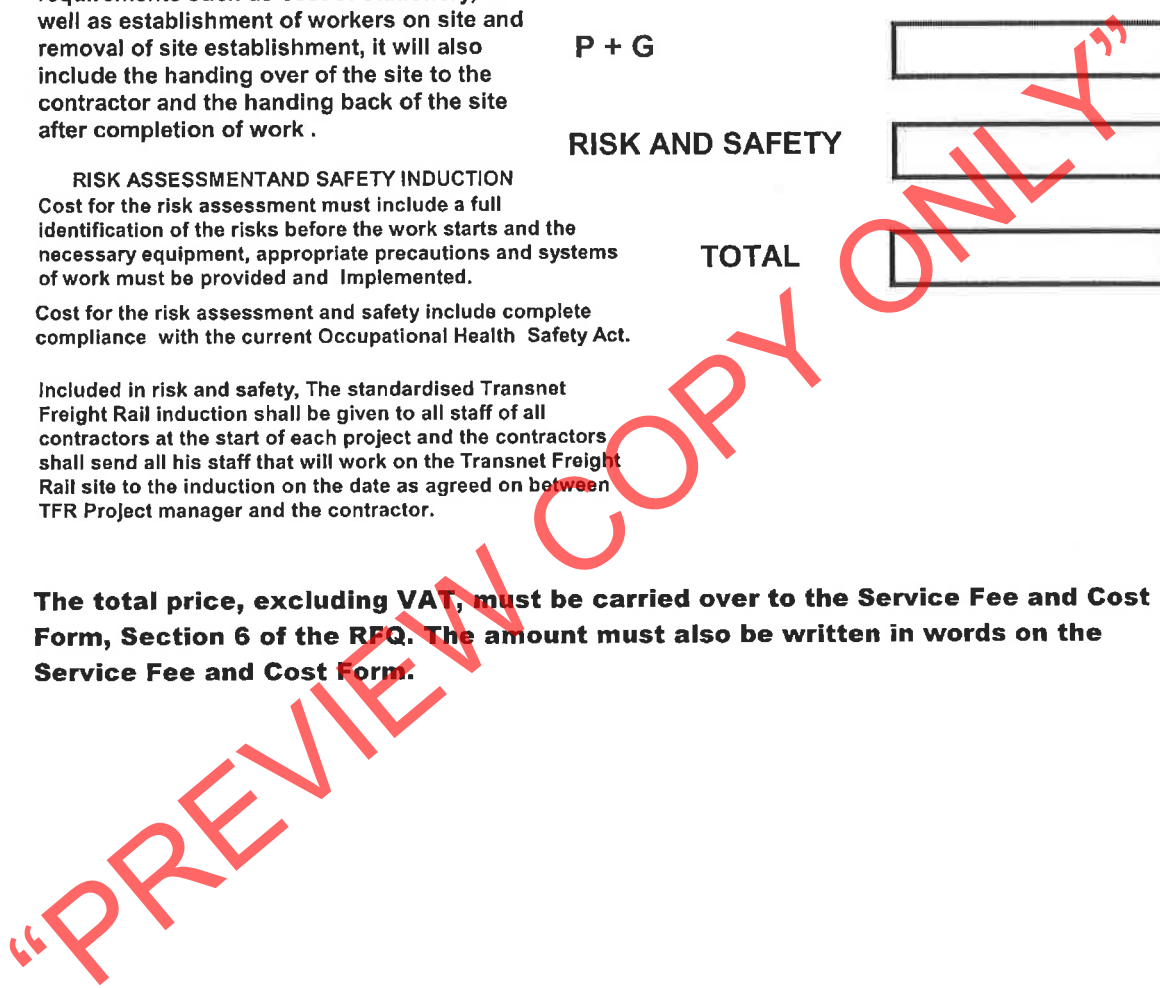 well as establishment of workers on site and
removal of site establishment, it will also
include the handing over of the site to the
contractor and the handing back of the site
after completion of work .
P + G
RISK AND SAFETY
TOTAL
RISK ASSESSMENTAND SAFETY INDUCTION
Cost for the risk assessment must include a full
identification of the risks before the work starts and the
necessary equipment, appropriate precautions and systems
of work must be provided and Implemented.
Cost for the risk assessment and safety include complete
compliance with the current Occupational Health Safety Act.
Included in risk and safety, The standardised Transnet
Freight Rail induction shall be given to all staff of all
contractors at the start of each project and the contractors
shall send all his staff that will work on the Transnet Freight
Rail site to the induction on the date as agreed on between
TFR Project manager and the contractor.
The total price, excluding VAT, must be carried over to the Service Fee and Cost
Form, Section 6 of the RFQ. The amount must also be written in words on the
Service Fee and Cost Form.
“PREVIEW COPY ONLY”